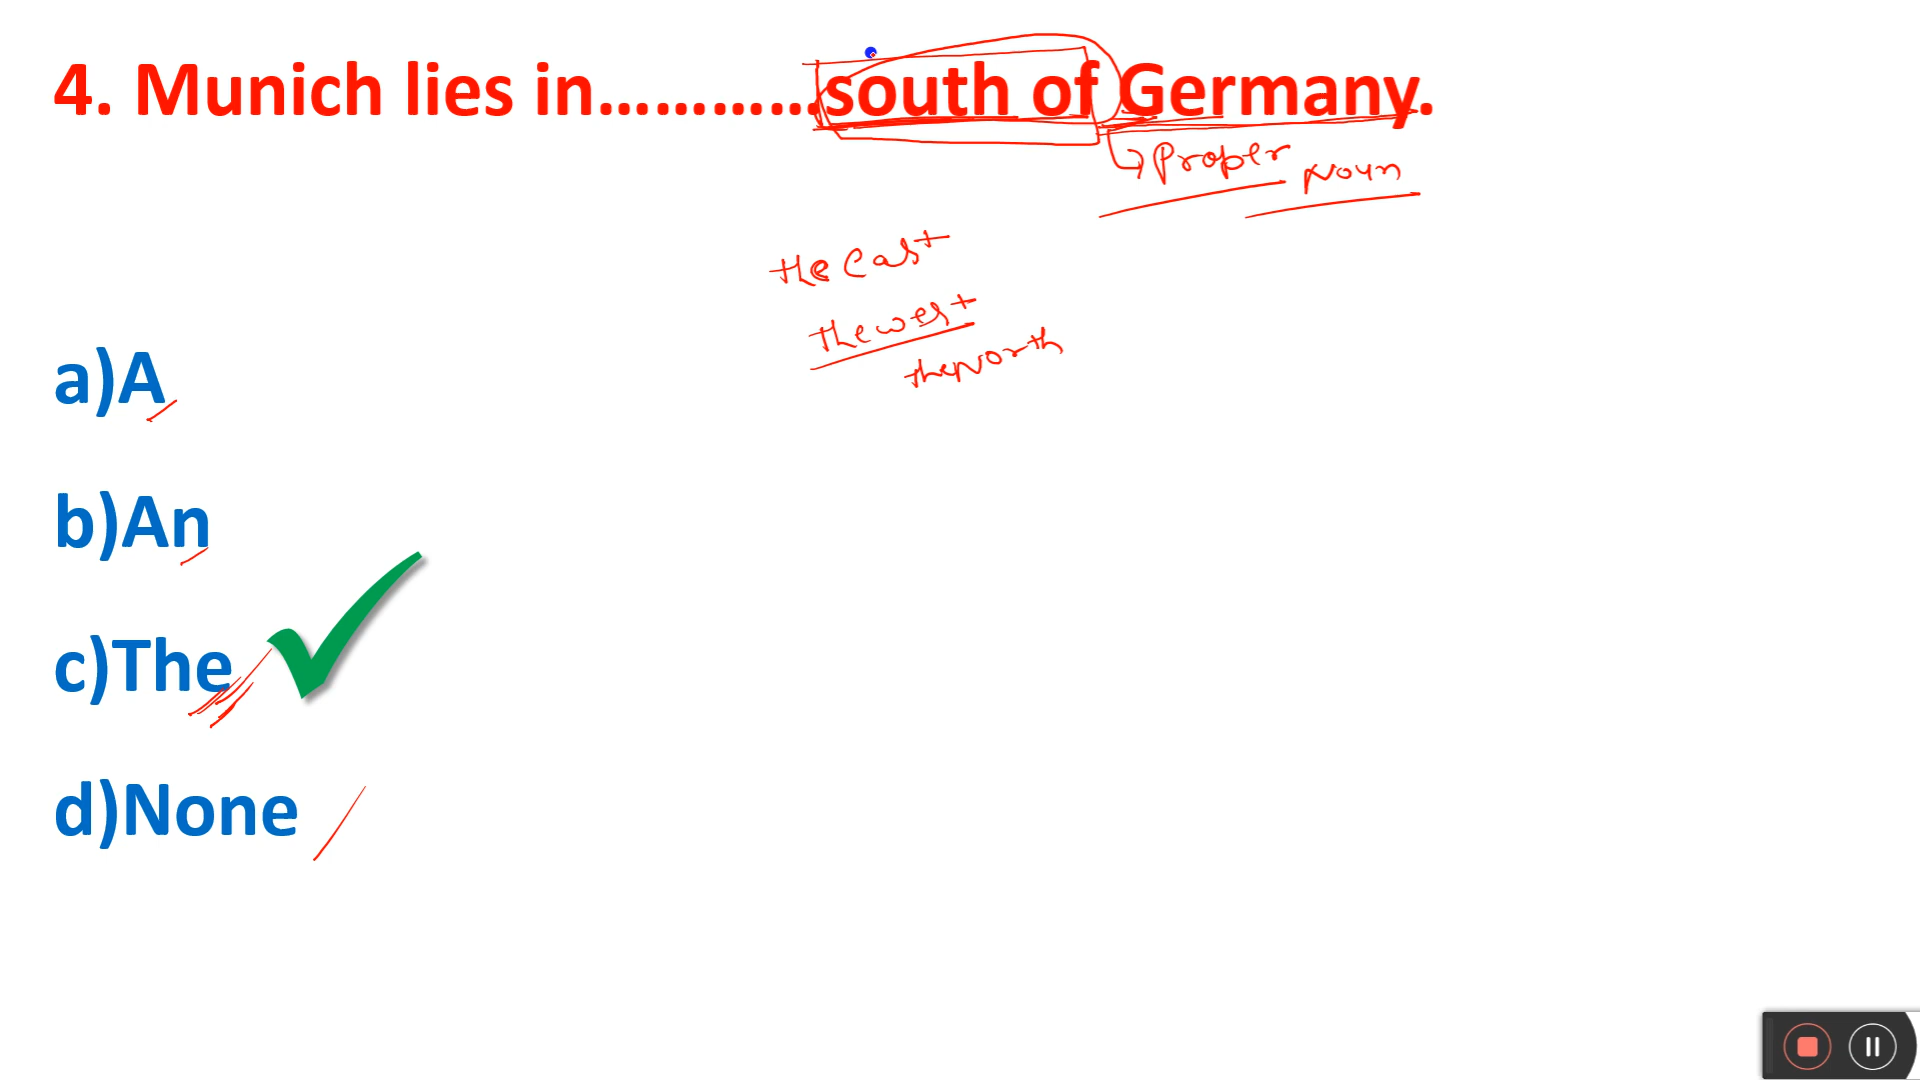 4. Munich lies in............south of Germany.
Proper Noun
the east
the west
the North
a)A
b)An
c)The
d)None